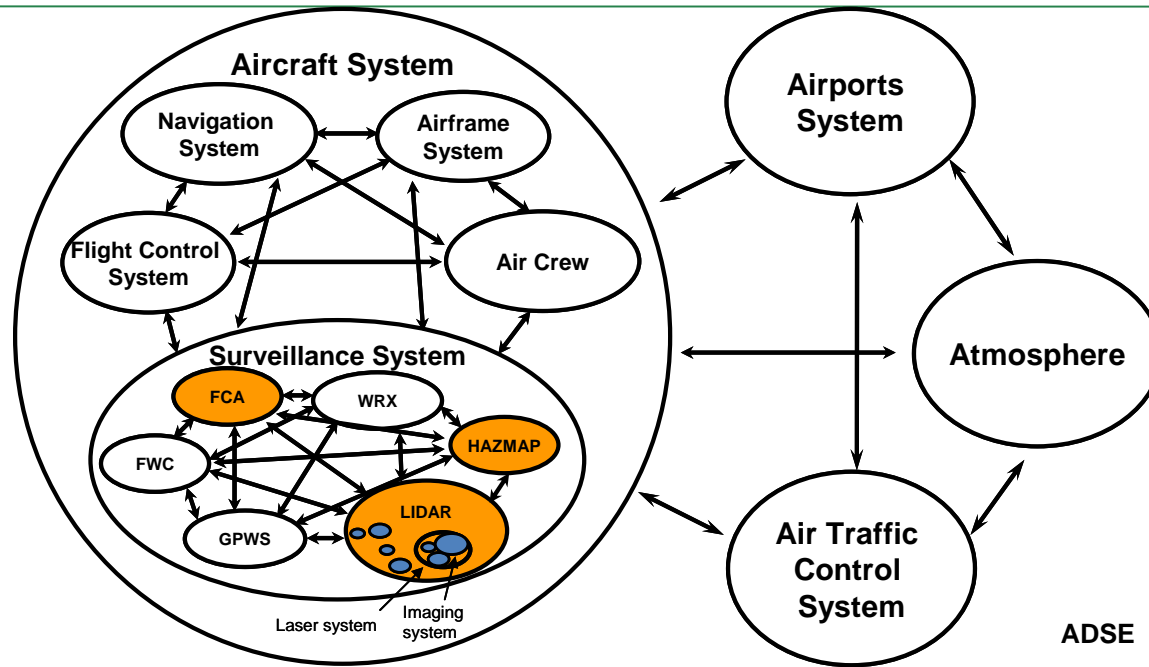 Aircraft System
Navigation
System
Airframe
System
Flight Control
System
Air Crew
Surveillance System
FCA
WRX
HAZMAP
FWC
LIDAR
GPWS
Laser system
Imaging
system
Airports
System
Atmosphere
Air Traffic
Control
System
ADSE